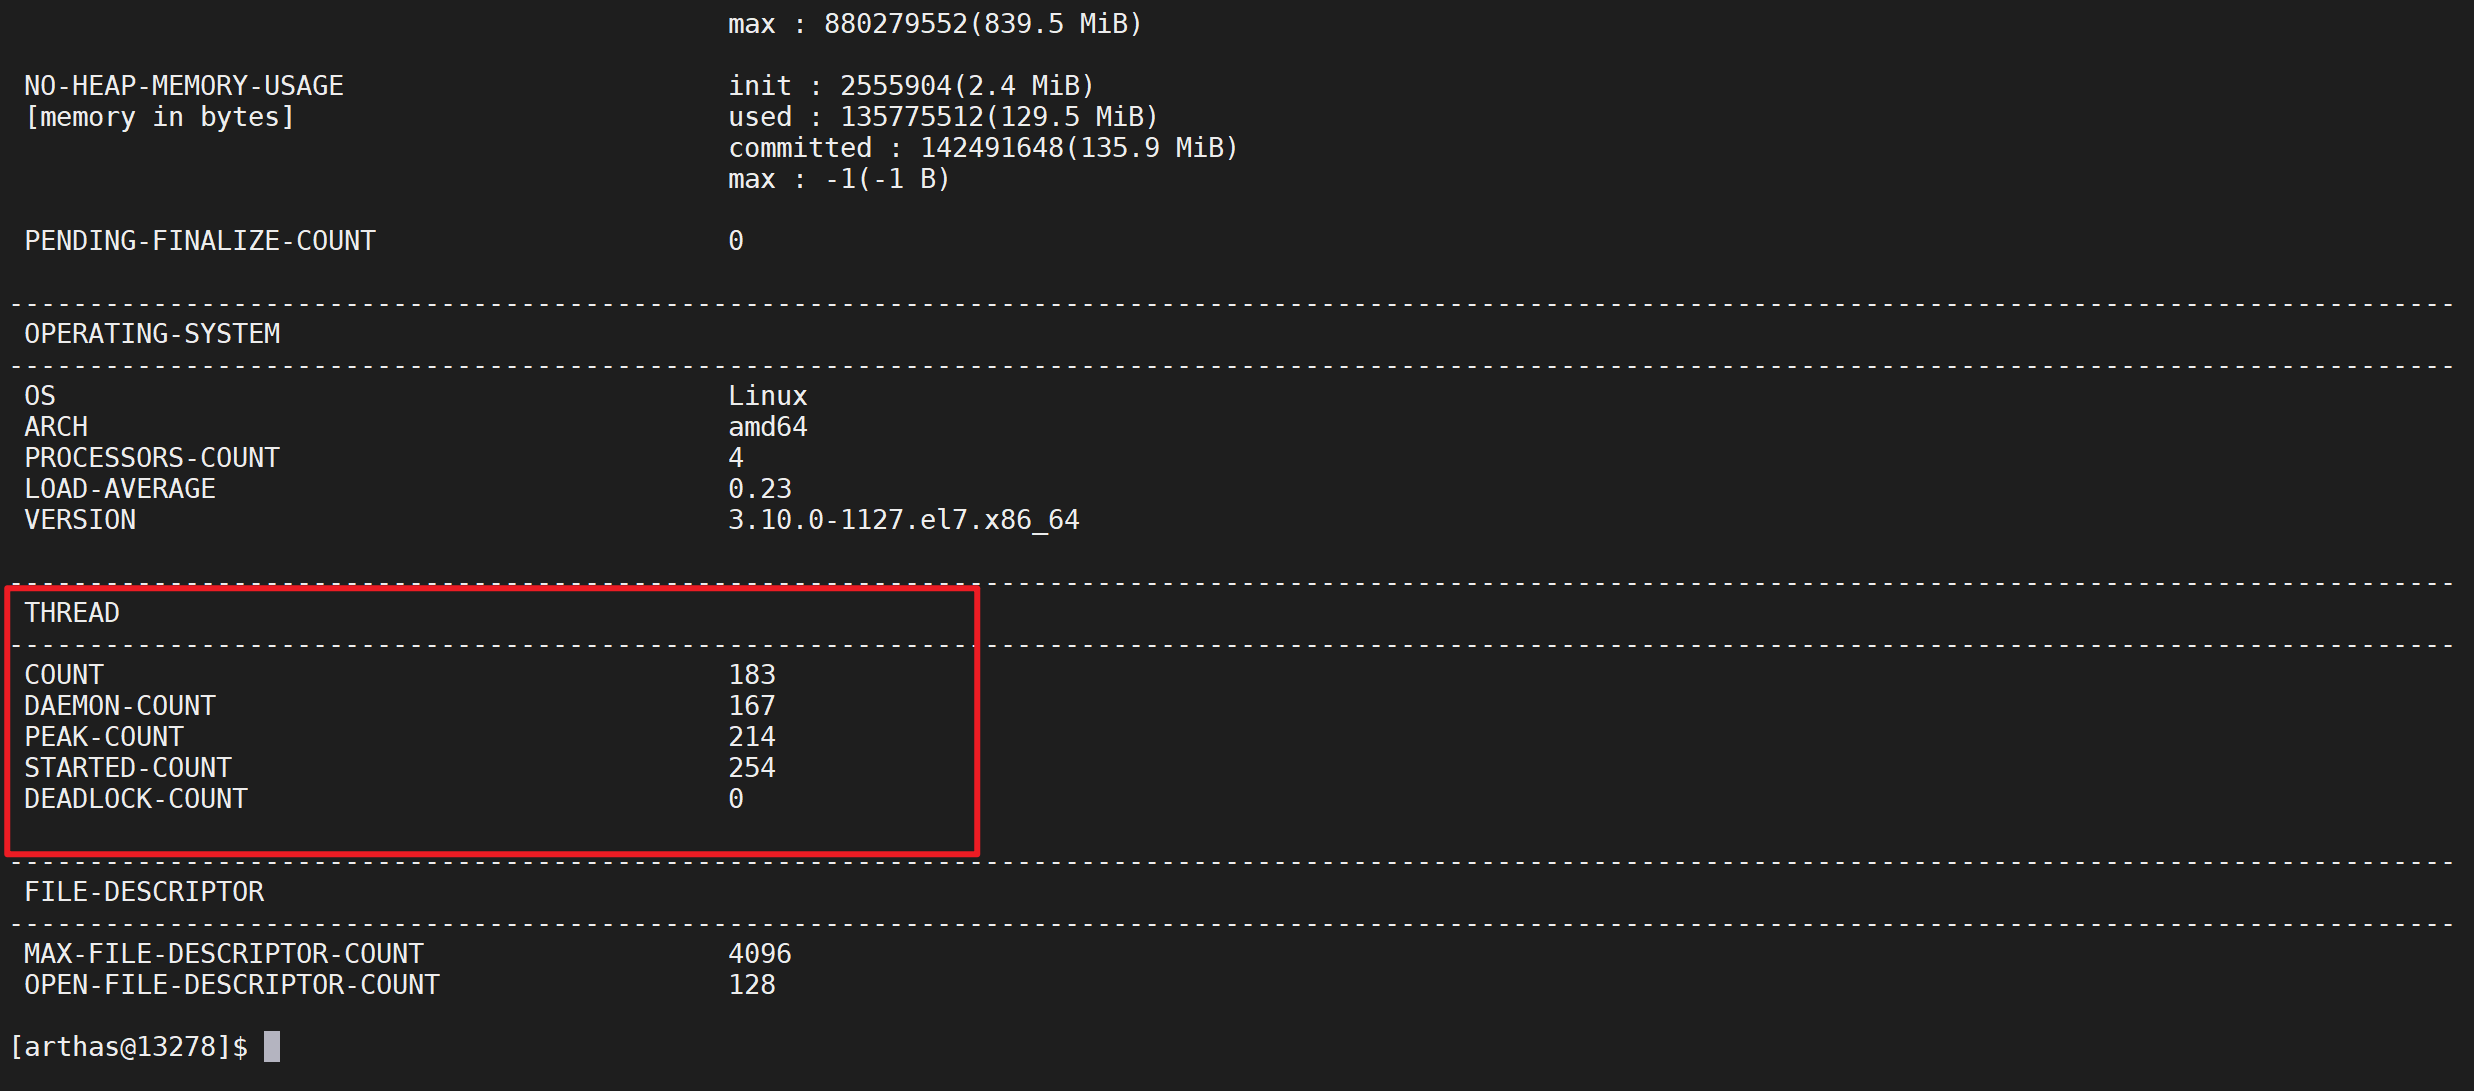 max : 880279552(839.5 MiB)
NO-HEAP-MEMORY-USAGE init : 2555904(2.4 MiB)
[memory in bytes] used : 135775512(129.5 MiB)
committed : 142491648(135.9 MiB)
max : -1(-1 B)
PENDING-FINALIZE-COUNT 0
OPERATING-SYSTEM
OS Linux
ARCH amd64
PROCESSORS-COUNT 4
LOAD-AVERAGE 0.23
VERSION 3.10.0-1127.el7.x86_64
THREAD
COUNT 183
DAEMON-COUNT 167
PEAK-COUNT 214
STARTED-COUNT 254
DEADLOCK-COUNT 0
FILE-DESCRIPTOR
MAX-FILE-DESCRIPTOR-COUNT 4096
OPEN-FILE-DESCRIPTOR-COUNT 128
[arthas@13278]$